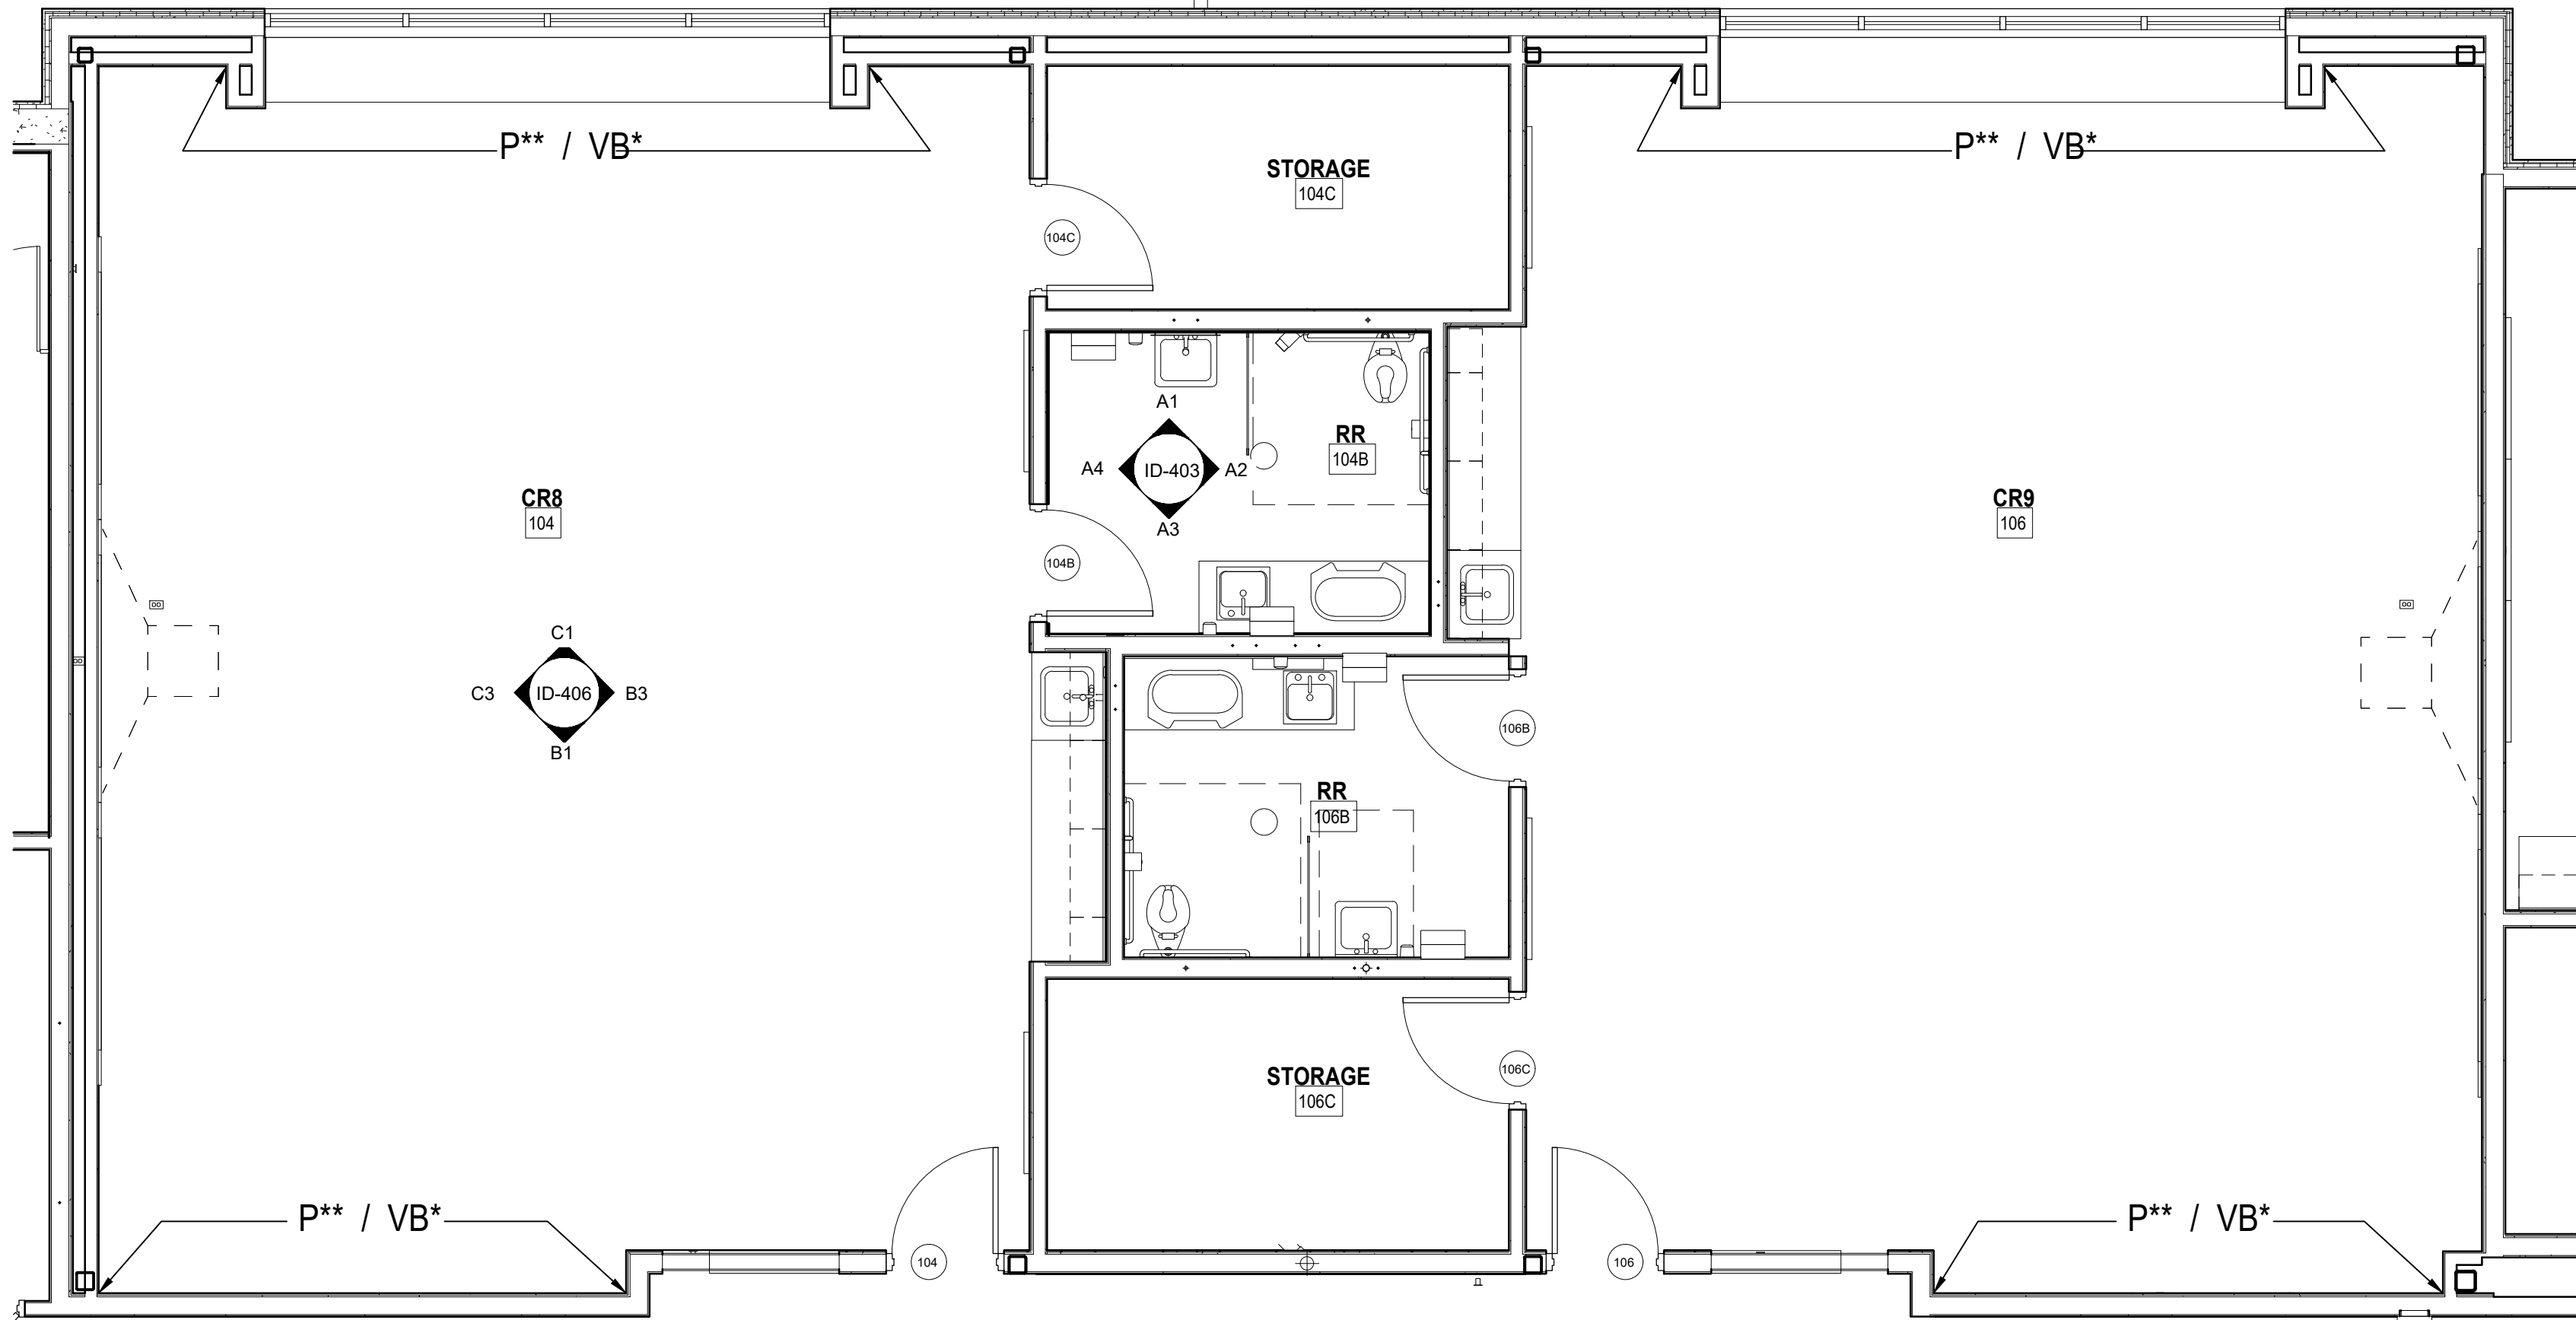 P** / VB*
P** / VB*
STORAGE
104C
104C
A1
RR
104B
A4
ID-403
A2
A3
CR8
104
CR9
106
104B
C1
C3
ID-406
B3
B1
106B
RR
106B
106C
STORAGE
106C
P** / VB*
P** / VB*
104
106